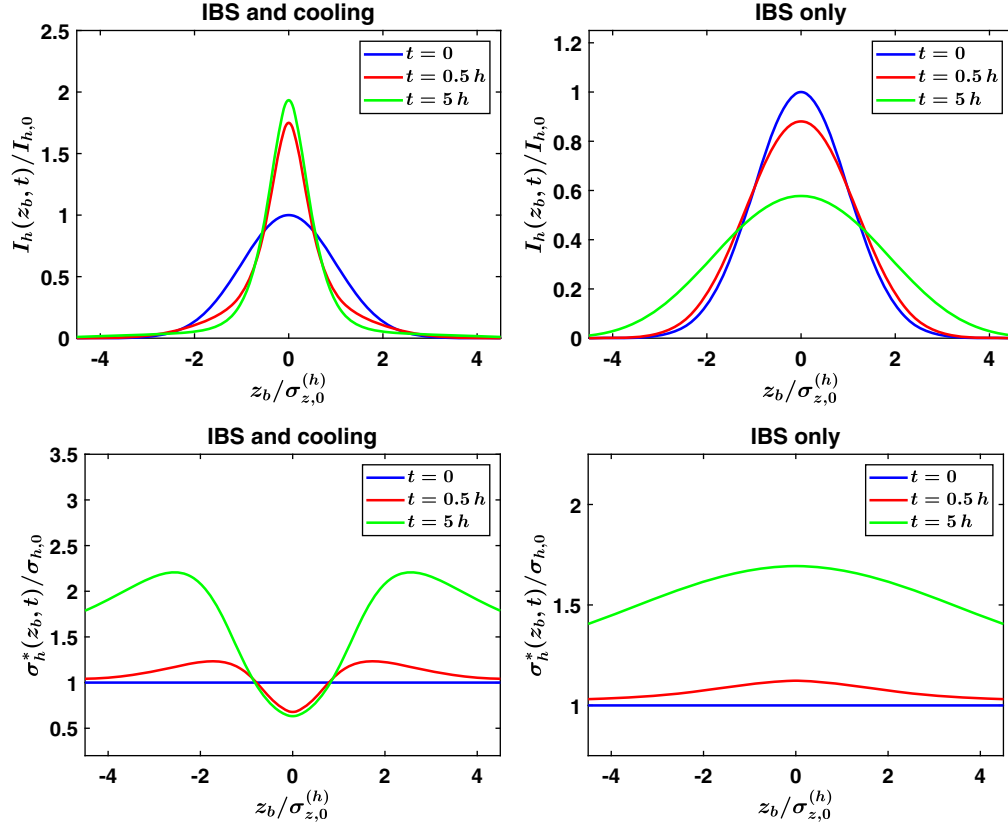 IBS and cooling
I_h(z_b, t)/I_{h,0}
2.5
2
1.5
1
0.5
0
-4 -2 0 2 4
z_b/σ_{z,0}^{(h)}
t = 0
t = 0.5 h
t = 5 h
IBS only
I_h(z_b, t)/I_{h,0}
1.2
1
0.8
0.6
0.4
0.2
0
-4 -2 0 2 4
z_b/σ_{z,0}^{(h)}
t = 0
t = 0.5 h
t = 5 h
IBS and cooling
σ_h^*(z_b, t)/σ_{h,0}
3.5
3
2.5
2
1.5
1
0.5
-4 -2 0 2 4
z_b/σ_{z,0}^{(h)}
t = 0
t = 0.5 h
t = 5 h
IBS only
σ_h^*(z_b, t)/σ_{h,0}
2
1.5
1
-4 -2 0 2 4
z_b/σ_{z,0}^{(h)}
t = 0
t = 0.5 h
t = 5 h